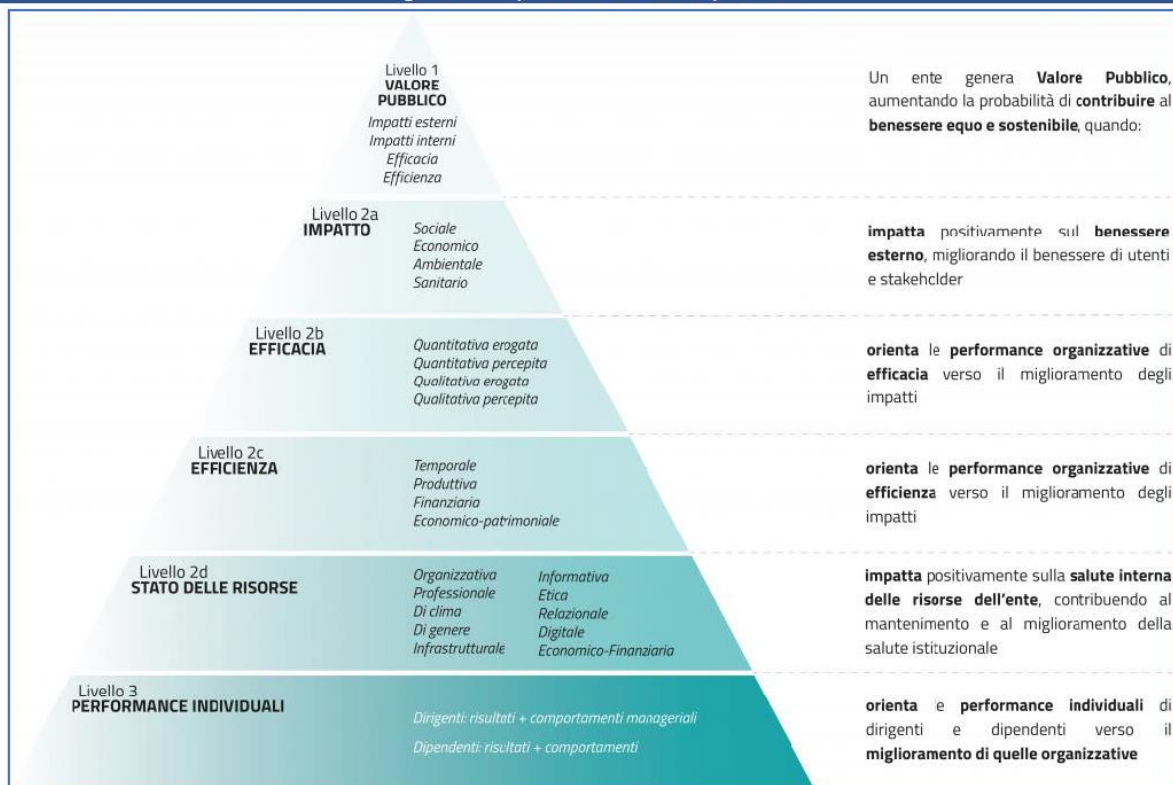 Livello 1
VALORE
PUBBLICO
Impatti esterni
Impatti interni
Efficacia
Efficienza
Un ente genera Valore Pubblico,
aumentando la probabilità di contribuire al
benessere equo e sostenibile, quando:
Livello 2a
IMPATTO
Sociale
Economico
Ambientale
Sanitario
impatta positivamente sul benessere
esterno, migliorando il benessere di utenti
e stakeholder
Livello 2b
EFFICACIA
Quantitativa erogata
Quantitativa percepita
Qualitativa erogata
Qualitativa percepita
orienta le performance organizzative di
efficacia verso il miglioramento degli
impatti
Livello 2c
EFFICIENZA
Temporale
Produttiva
Finanziaria
Economico-patrimoniale
orienta le performance organizzative di
efficienza verso il miglioramento degli
impatti
Livello 2d
STATO DELLE RISORSE
Organizzativa
Professionale
Di clima
Di genere
Infrastrutturale
Informativa
Etica
Relazionale
Digitale
Economico-Finanziaria
impatta positivamente sulla salute interna
delle risorse dell'ente, contribuendo al
mantenimento e al miglioramento della
salute istituzionale
Livello 3
PERFORMANCE INDIVIDUALI
Dirigenti: risultati + comportamenti manageriali
Dipendenti: risultati + comportamenti
orienta le performance individuali di
dirigenti e dipendenti verso il
miglioramento di quelle organizzative